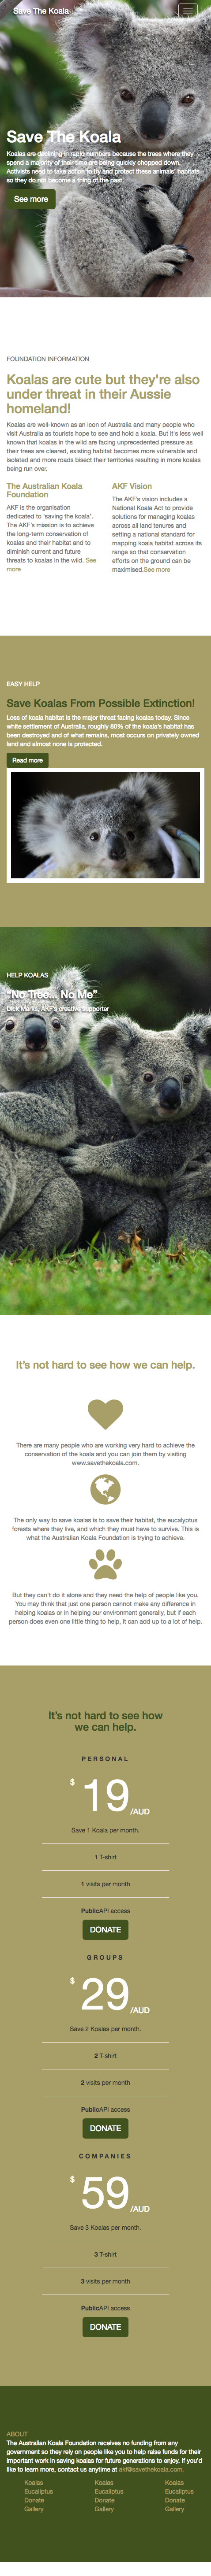 Save The Koala
Save The Koala
Koalas are declining in rapid numbers because the trees where they
spend a majority of their time are being quickly chopped down.
Activists need to take action to try and protect these animals' habitats
so they do not become a thing of the past.
See more
FOUNDATION INFORMATION
Koalas are cute but they're also
under threat in their Aussie
homeland!
Koalas are well-known as an icon of Australia and many people who
visit Australia as tourists hope to see and hold a koala. But it's less well
known that koalas in the wild are facing unprecedented pressure as
their trees are cleared, existing habitat becomes more vulnerable and
isolated and more roads bisect their territories resulting in more koalas
being run over.
The Australian Koala
Foundation
AKF is the organisation
dedicated to 'saving the koala'.
The AKF's mission is to achieve
the long-term conservation of
koalas and their habitat and to
diminish current and future
threats to koalas in the wild. See
more
AKF Vision
The AKF's vision includes a
National Koala Act to provide
solutions for managing koalas
across all land tenures and
setting a national standard for
mapping koala habitat across its
range so that conservation
efforts on the ground can be
maximised.See more
EASY HELP
Save Koalas From Possible Extinction!
Loss of koala habitat is the major threat facing koalas today. Since
white settlement of Australia, roughly 80% of the koala's habitat has
been destroyed and of what remains, most occurs on privately owned
land and almost none is protected.
Read more
HELP KOALAS
"No Tree... No Me"
Dick Marks, AKF's creative supporter
It's not hard to see how we can help.
There are many people who are working very hard to achieve the
conservation of the koala and you can join them by visiting
www.savethekoala.com.
The only way to save koalas is to save their habitat, the eucalyptus
forests where they live, and which they must have to survive. This is
what the Australian Koala Foundation is trying to achieve.
But they can't do it alone and they need the help of people like you.
You may think that just one person cannot make any difference in
helping koalas or in helping our environment generally, but if each
person does even one little thing to help, it can add up to a lot of help.
It's not hard to see how
we can help.
PERSONAL
$19/AUD
Save 1 Koala per month.
1 T-shirt
1 visits per month
PublicAPI access
DONATE
GROUPS
$29/AUD
Save 2 Koalas per month.
2 T-shirt
2 visits per month
PublicAPI access
DONATE
COMPANIES
$59/AUD
Save 3 Koalas per month.
3 T-shirt
3 visits per month
PublicAPI access
DONATE
ABOUT
The Australian Koala Foundation receives no funding from any
government so they rely on people like you to help raise funds for their
important work in saving koalas for future generations to enjoy. If you'd
like to learn more, contact us anytime at akf@savethekoala.com.
Koalas
Eucaliptus
Donate
Gallery
Koalas
Eucaliptus
Donate
Gallery
Koalas
Eucaliptus
Donate
Gallery